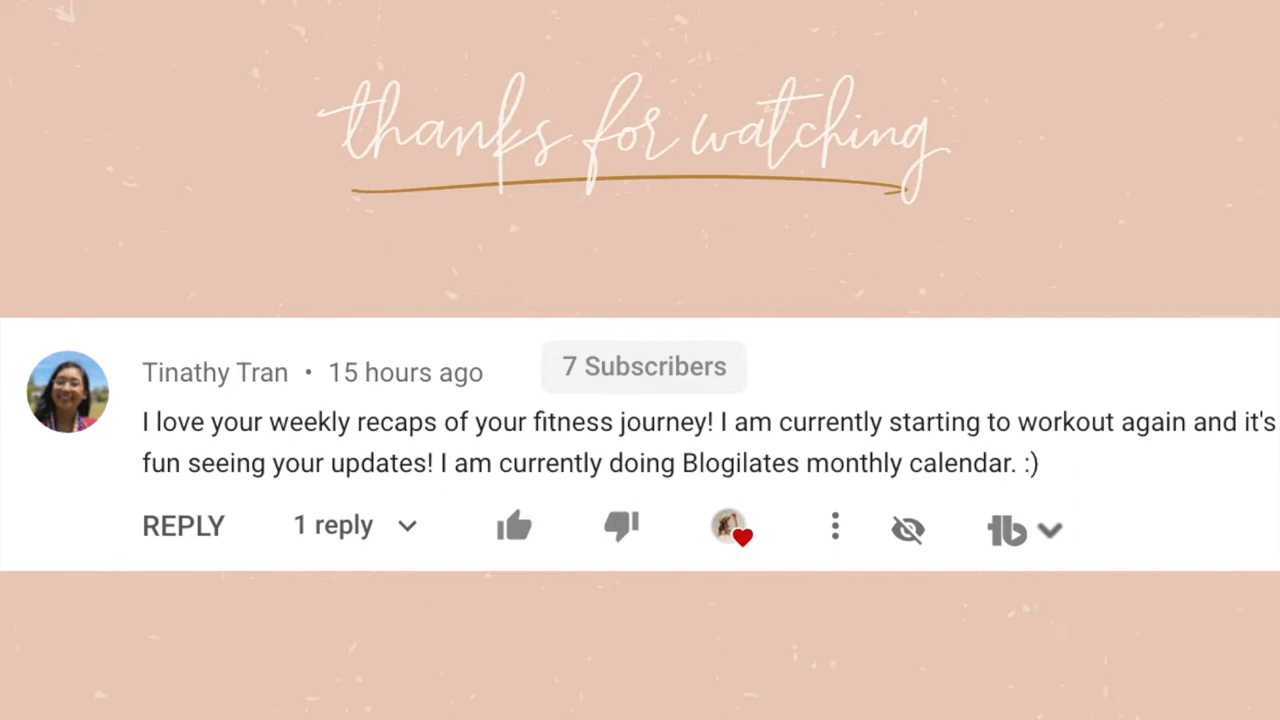 thanks for watching
Tinathy Tran • 15 hours ago 7 Subscribers
I love your weekly recaps of your fitness journey! I am currently starting to workout again and it's
fun seeing your updates! I am currently doing Blogilates monthly calendar. :)
REPLY 1 reply tb